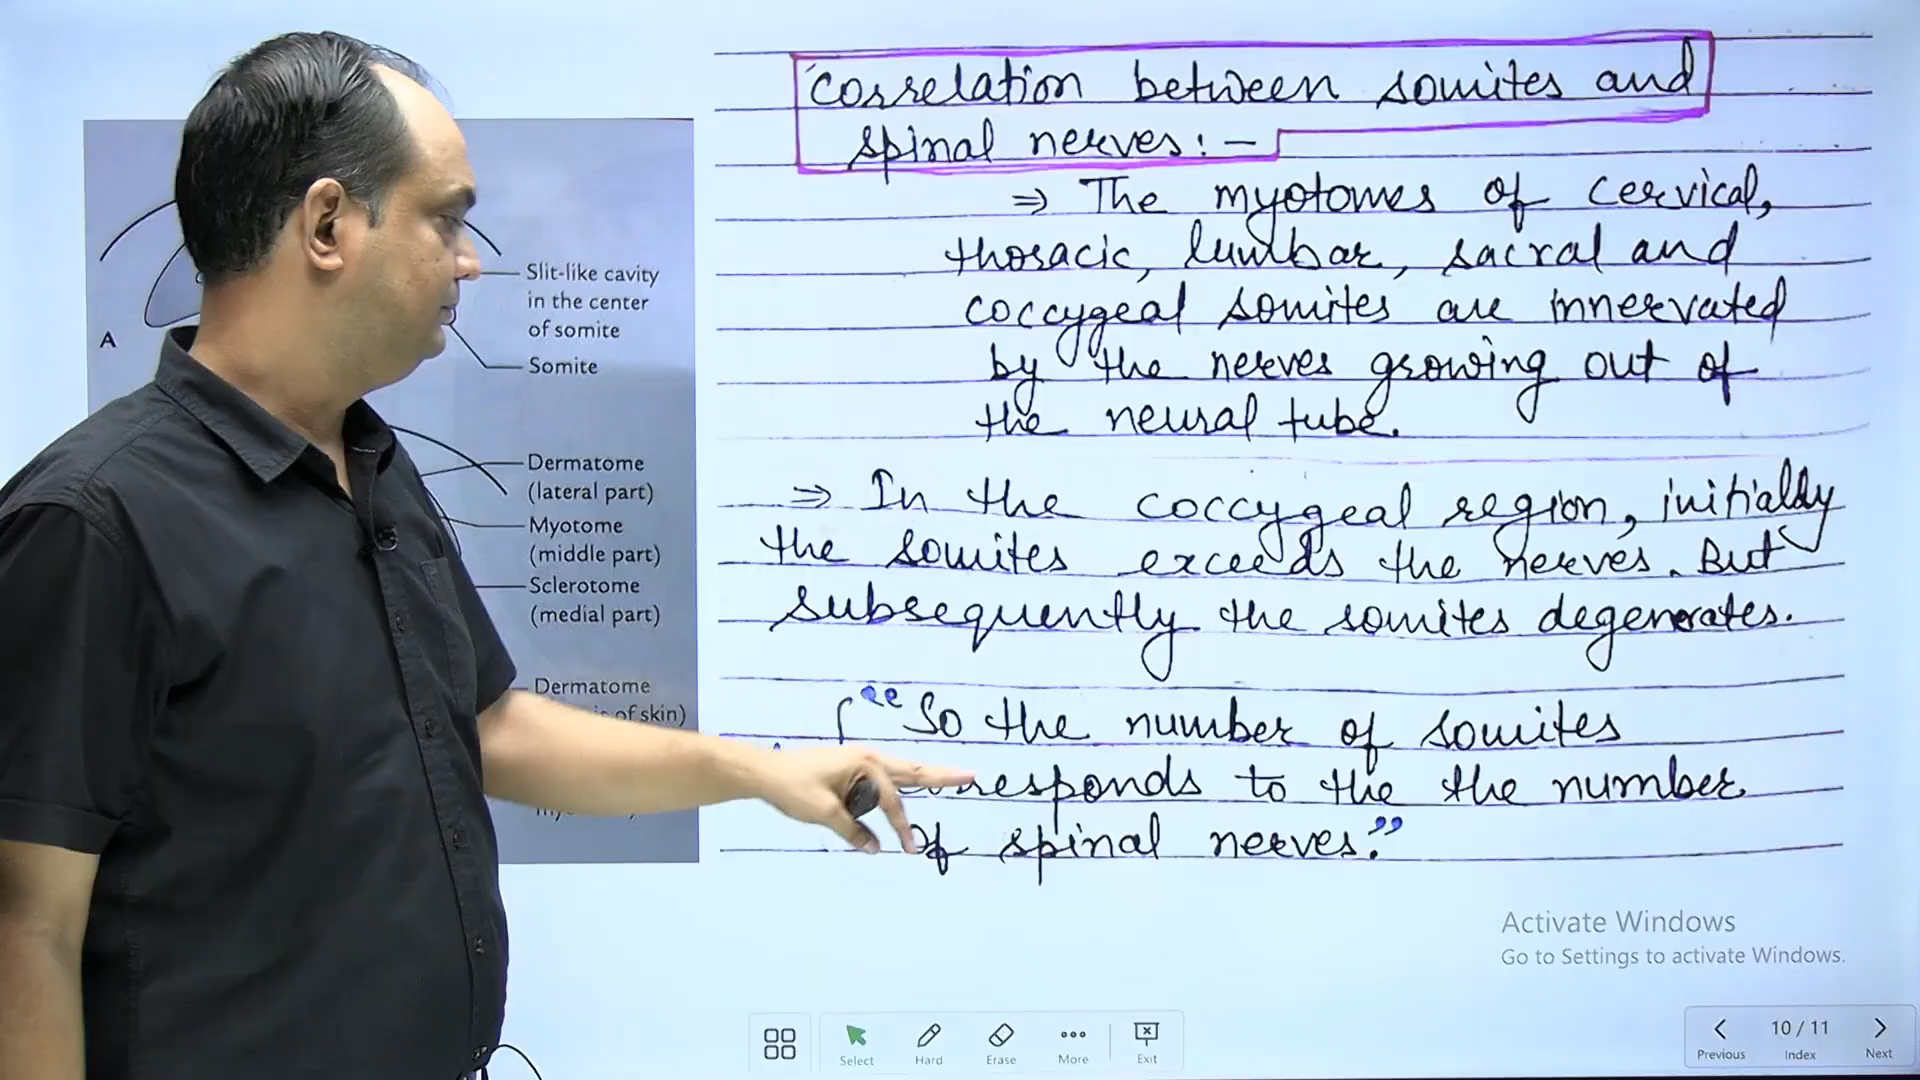 Correlation between somites and
spinal nerves:-
⇒ The myotomes of cervical,
thoracic, lumbar, sacral and
coccygeal somites are innervated
by the nerves growing out of
the neural tube.
⇒ In the coccygeal region, initially
the somites exceeds the nerves. But
subsequently the somites degenerates.
"So the number of somites
corresponds to the the number
of spinal nerves."
A
Slit-like cavity
in the center
of somite
Somite
Dermatome
(lateral part)
Myotome
(middle part)
Sclerotome
(medial part)
Dermatome
of skin)
Activate Windows
Go to Settings to activate Windows.
Select
Hard
Erase
More
Exit
10 / 11
Previous
Index
Next